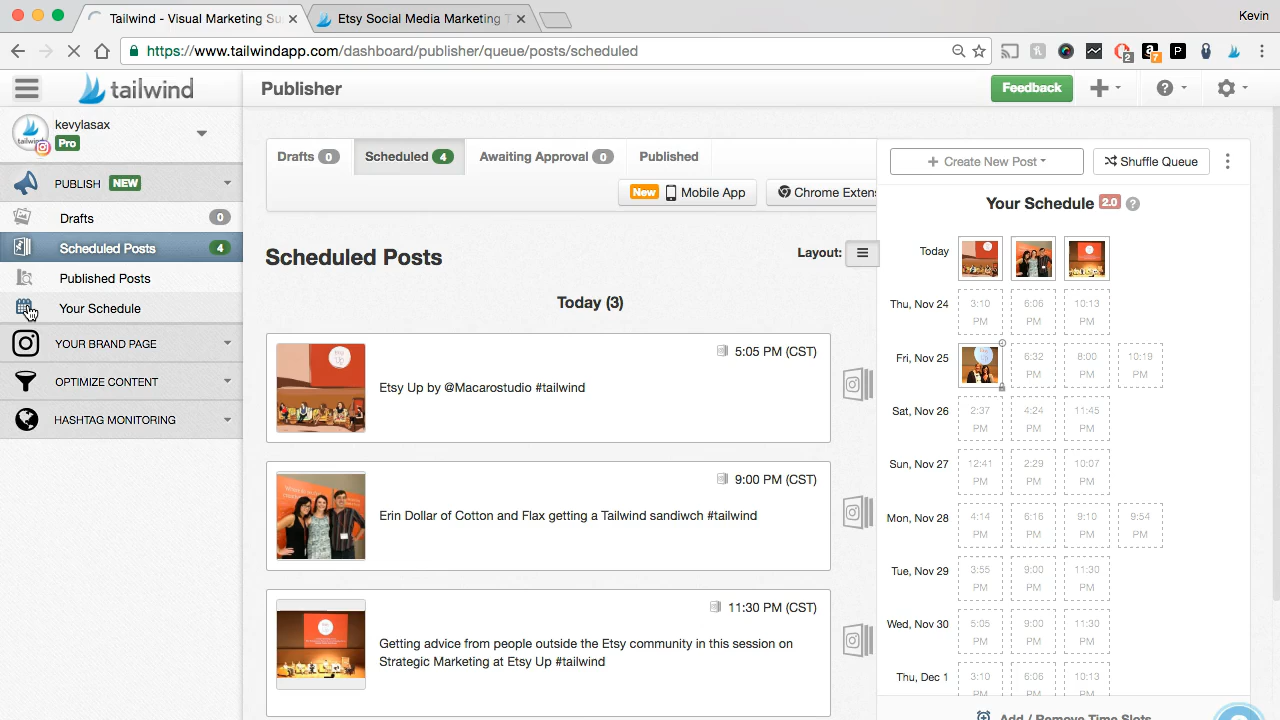 Tailwind - Visual Marketing Su
Etsy Social Media Marketing T
Kevin
https://www.tailwindapp.com/dashboard/publisher/queue/posts/scheduled
2
7
P
tailwind
Publisher
Feedback
kevylasax
Pro
tailwind
PUBLISH NEW
Drafts 0
Scheduled Posts 4
Published Posts
Your Schedule
YOUR BRAND PAGE
OPTIMIZE CONTENT
HASHTAG MONITORING
Drafts 0
Scheduled 4
Awaiting Approval 0
Published
New Mobile App
Chrome Extens
Scheduled Posts
Layout:
Today (3)
5:05 PM (CST)
Etsy Up by @Macarostudio #tailwind
9:00 PM (CST)
Erin Dollar of Cotton and Flax getting a Tailwind sandiwch #tailwind
11:30 PM (CST)
Getting advice from people outside the Etsy community in this session on
Strategic Marketing at Etsy Up #tailwind
Create New Post
Shuffle Queue
Your Schedule 2.0 ?
Today
Thu, Nov 24 3:10 PM 6:06 PM 10:13 PM
Fri, Nov 25 6:32 PM 8:00 PM 10:19 PM
Sat, Nov 26 2:37 PM 4:24 PM 11:45 PM
Sun, Nov 27 12:41 PM 2:29 PM 10:07 PM
Mon, Nov 28 4:14 PM 6:16 PM 9:10 PM 9:54 PM
Tue, Nov 29 3:55 PM 9:00 PM 11:30 PM
Wed, Nov 30 5:05 PM 9:00 PM 11:30 PM
Thu, Dec 1 3:10 PM 6:06 PM 10:13 PM
Add / Remove Time Slots